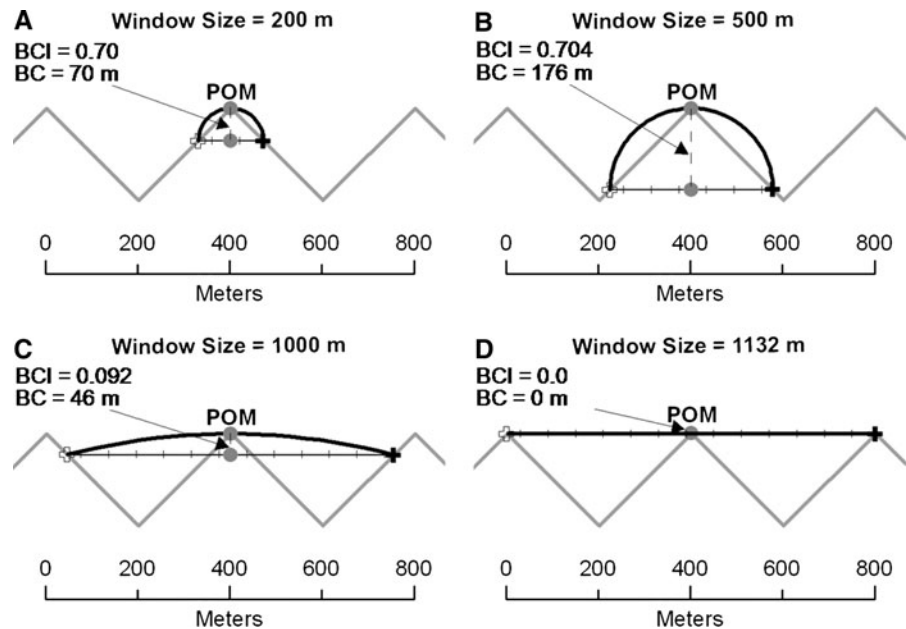 A Window Size = 200 m
BCI = 0.70
BC = 70 m
POM
0 200 400 600 800
Meters
B Window Size = 500 m
BCI = 0.704
BC = 176 m
POM
0 200 400 600 800
Meters
C Window Size = 1000 m
BCI = 0.092
BC = 46 m
POM
0 200 400 600 800
Meters
D Window Size = 1132 m
BCI = 0.0
BC = 0 m
POM
0 200 400 600 800
Meters